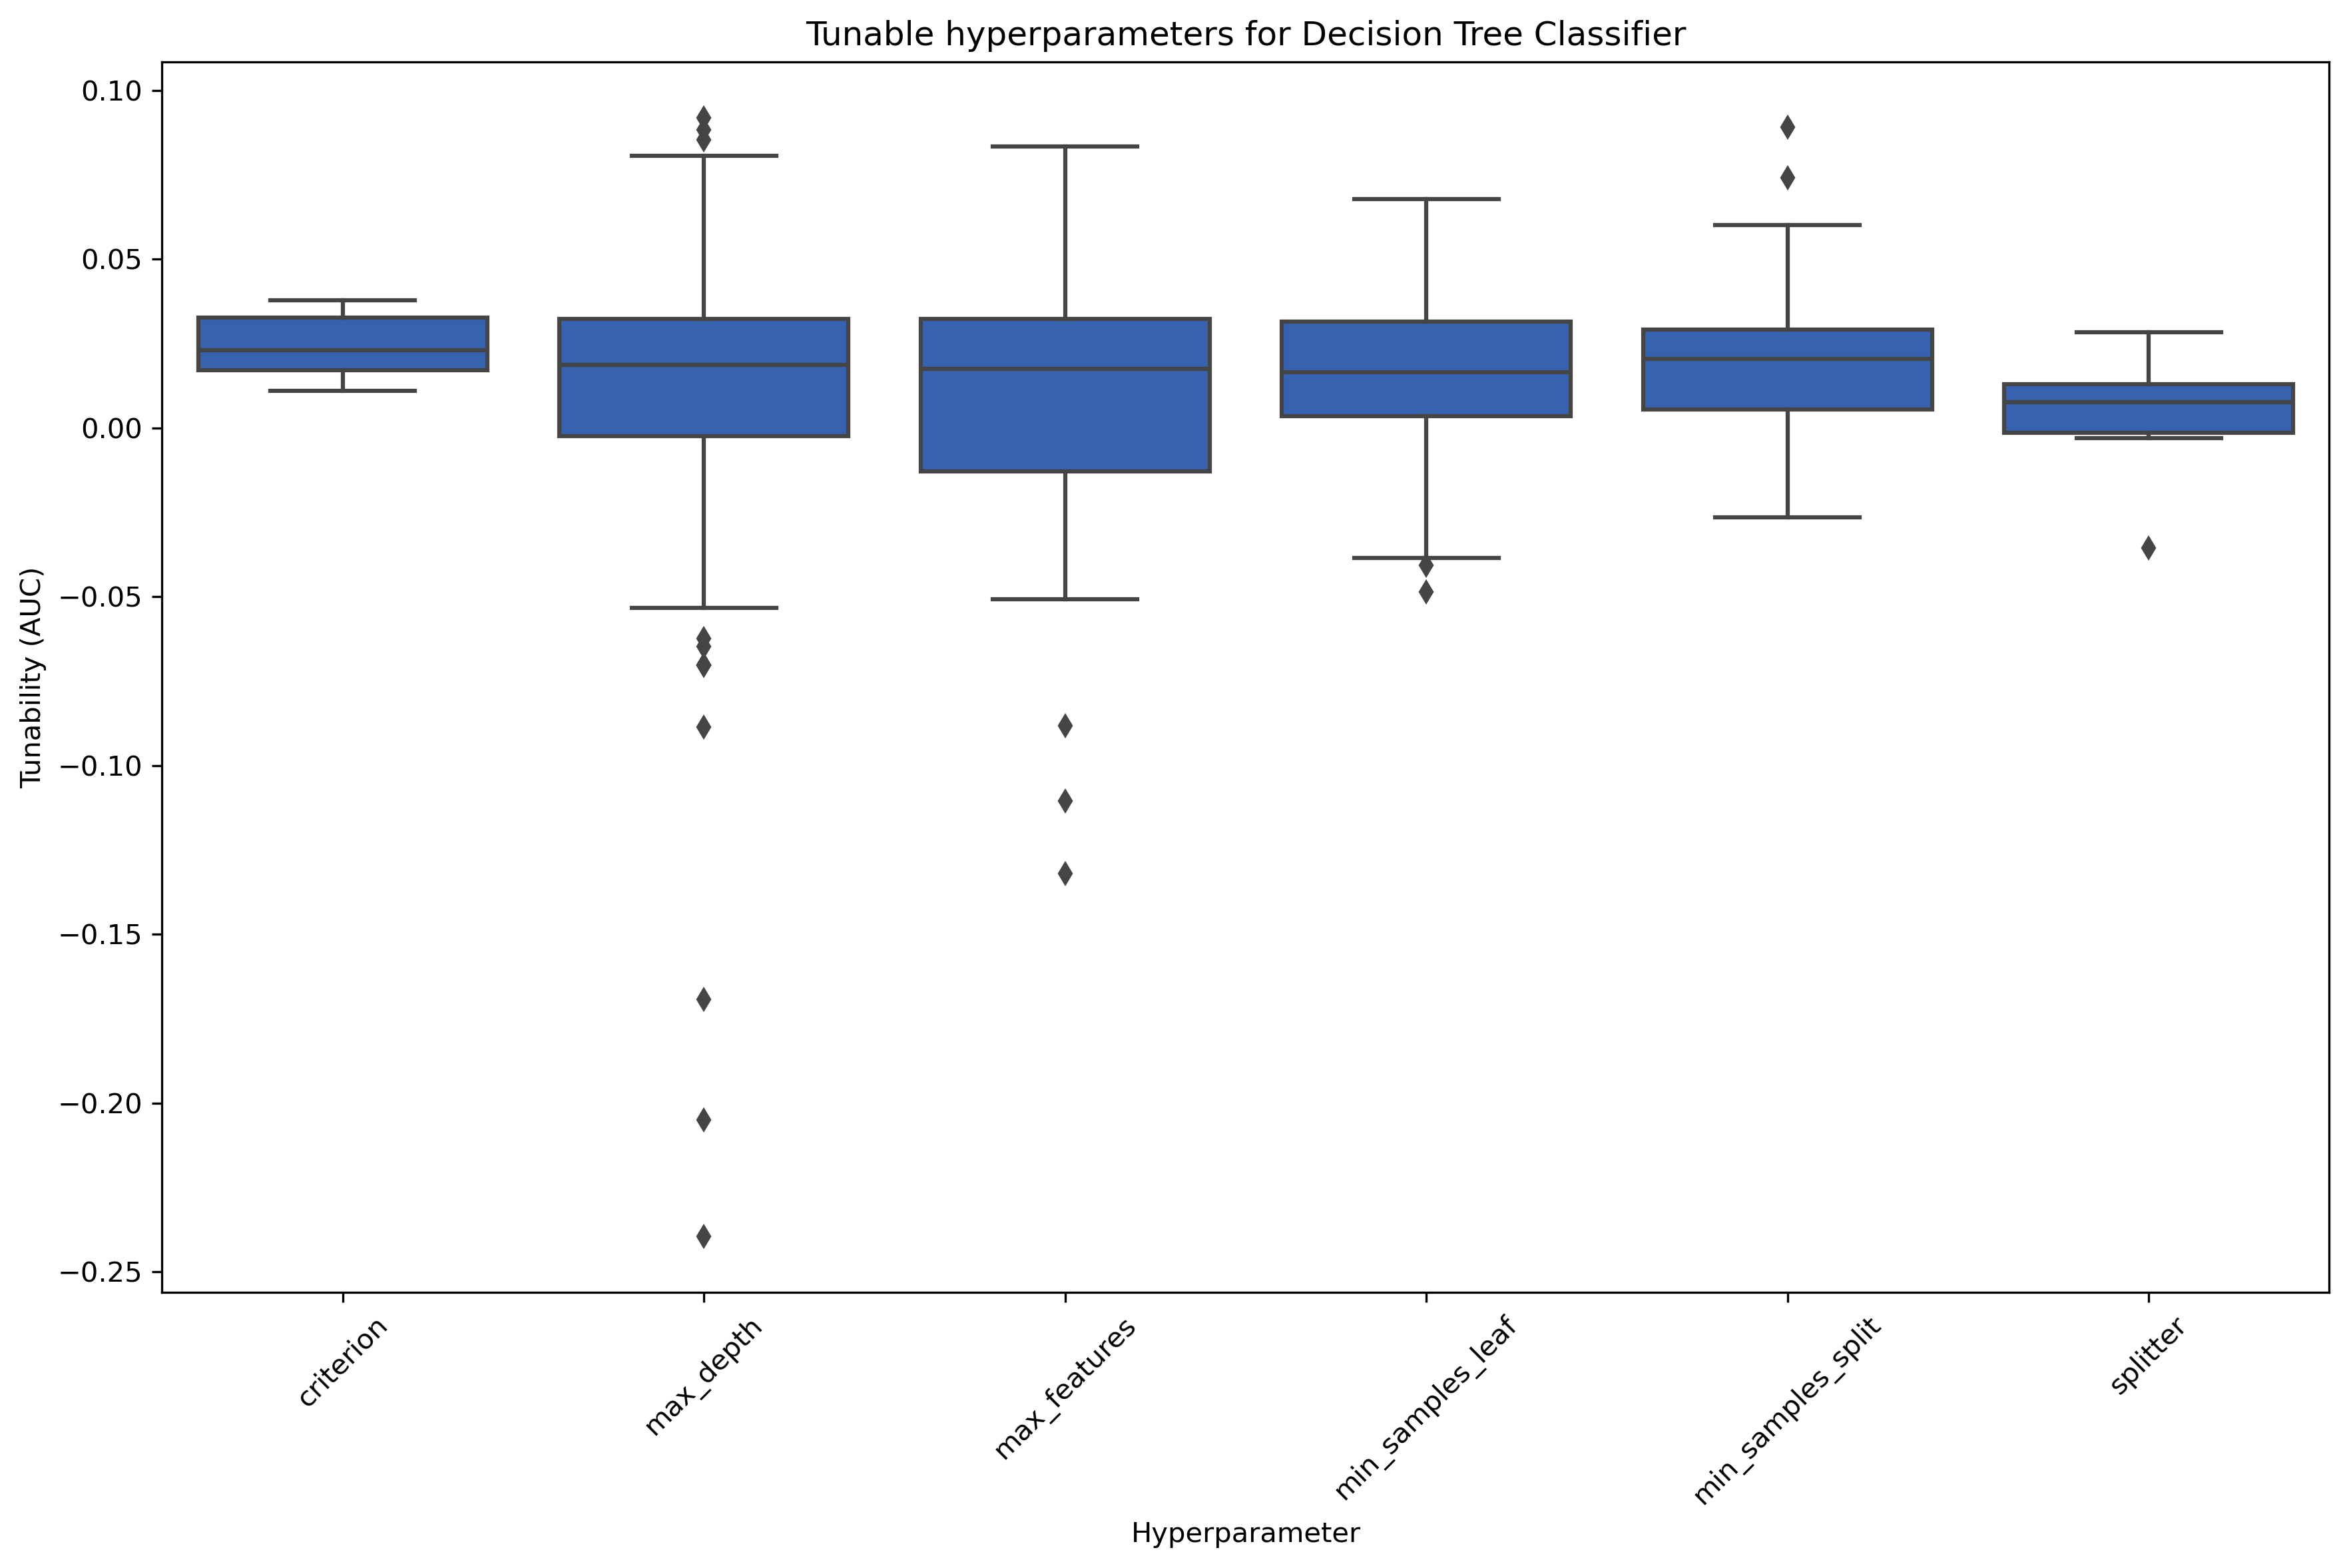 Tunable hyperparameters for Decision Tree Classifier
0.10
0.05
0.00
−0.05
−0.10
−0.15
−0.20
−0.25
Tunability (AUC)
criterion
max_depth
max_features
min_samples_leaf
min_samples_split
splitter
Hyperparameter